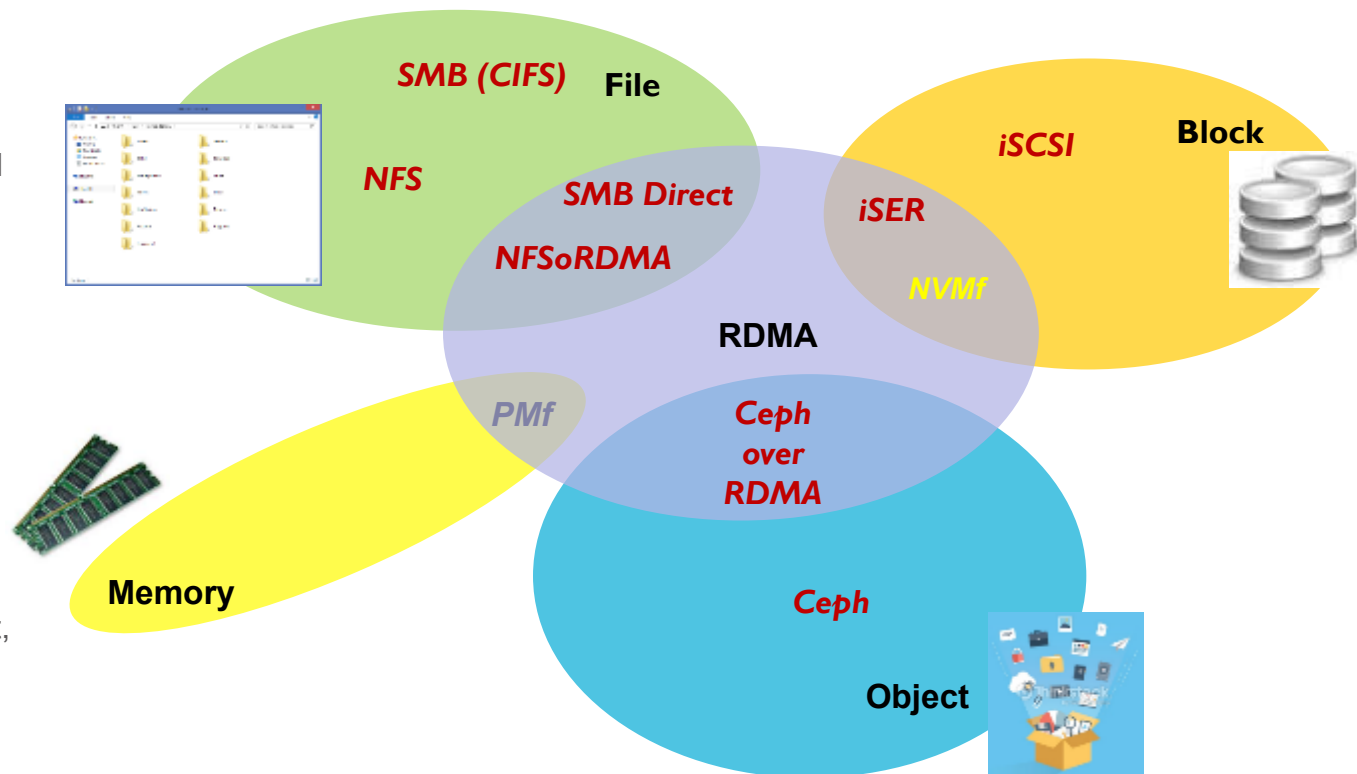 SMB (CIFS)
File
NFS
SMB Direct
NFSoRDMA
iSCSI
Block
iSER
NVMf
RDMA
PMf
Ceph
over
RDMA
Memory
Ceph
Object